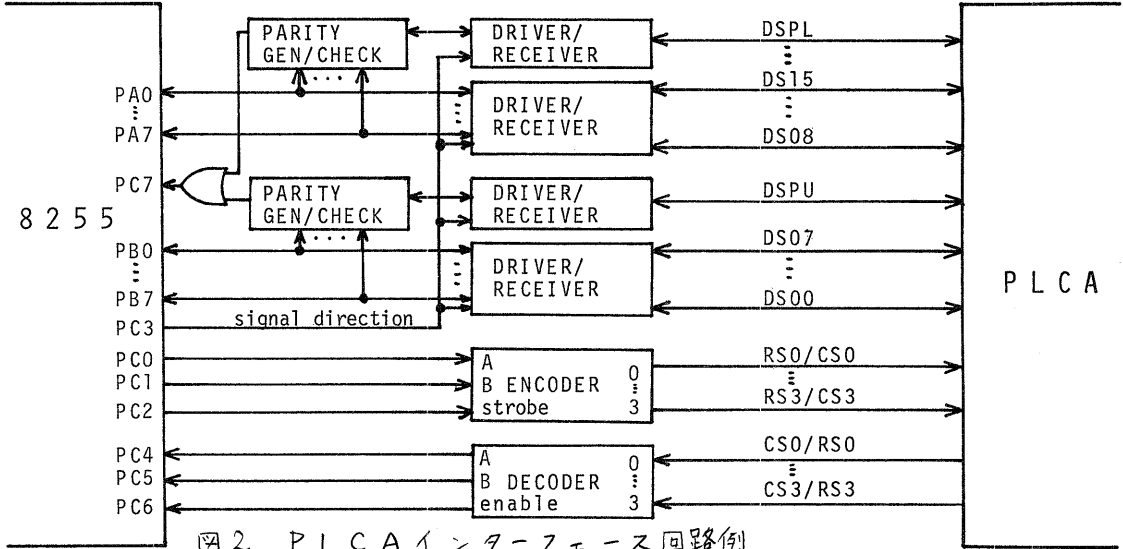 PARITY
GEN/CHECK
DRIVER/
RECEIVER
DSPL
PA0
DRIVER/
RECEIVER
DS15
PA7
DS08
PC7
PARITY
GEN/CHECK
DRIVER/
RECEIVER
DSPU
8255
PB0
DRIVER/
RECEIVER
DS07
PLCA
PB7
DS00
PC3
signal direction
PC0
A
0
RS0/CS0
PC1
B ENCODER
PC2
strobe
3
RS3/CS3
PC4
A
0
CS0/RS0
PC5
B DECODER
PC6
enable
3
CS3/RS3
図2 PLCAインターフェース回路例